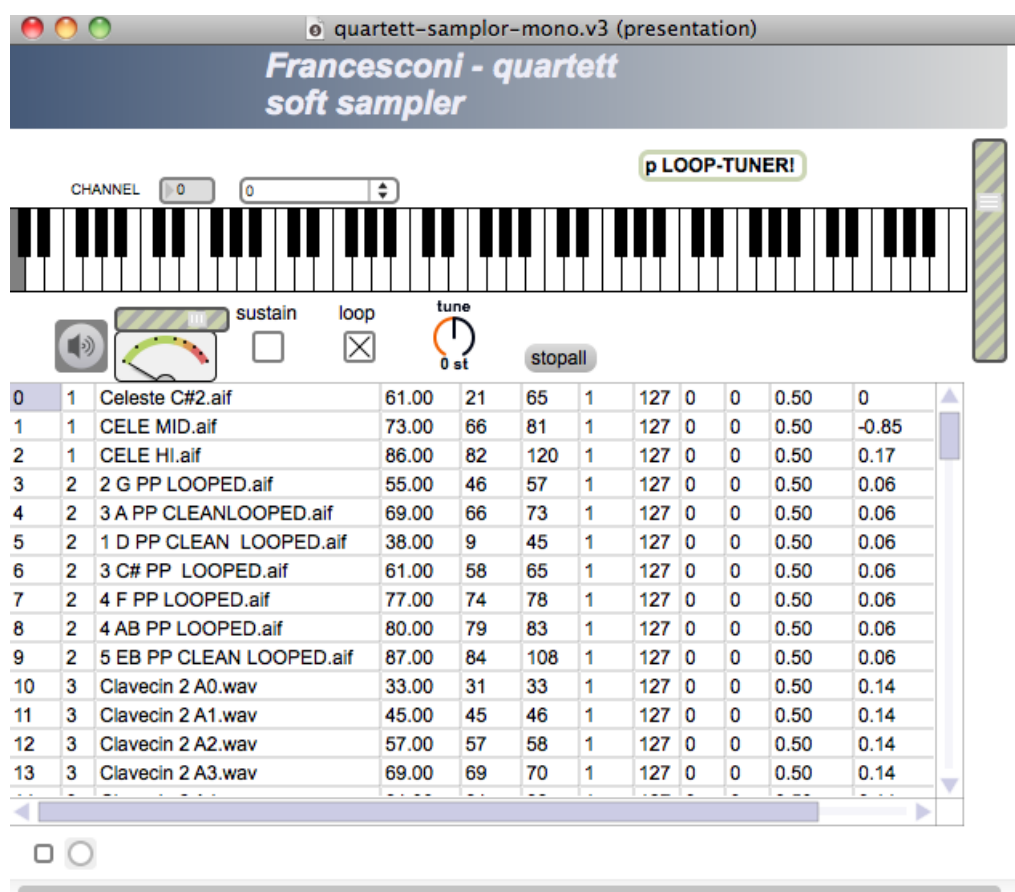 quartett-samplor-mono.v3 (presentation)
Francesconi - quartett
soft sampler
p LOOP-TUNER!
CHANNEL 0 0
sustain loop tune
0 st
stopall
0 1 Celeste C#2.aif 61.00 21 65 1 127 0 0 0.50 0
1 1 CELE MID.aif 73.00 66 81 1 127 0 0 0.50 -0.85
2 1 CELE HI.aif 86.00 82 120 1 127 0 0 0.50 0.17
3 2 2 G PP LOOPED.aif 55.00 46 57 1 127 0 0 0.50 0.06
4 2 3 A PP CLEANLOOPED.aif 69.00 66 73 1 127 0 0 0.50 0.06
5 2 1 D PP CLEAN  LOOPED.aif 38.00 9 45 1 127 0 0 0.50 0.06
6 2 3 C# PP  LOOPED.aif 61.00 58 65 1 127 0 0 0.50 0.06
7 2 4 F PP LOOPED.aif 77.00 74 78 1 127 0 0 0.50 0.06
8 2 4 AB PP LOOPED.aif 80.00 79 83 1 127 0 0 0.50 0.06
9 2 5 EB PP CLEAN LOOPED.aif 87.00 84 108 1 127 0 0 0.50 0.06
10 3 Clavecin 2 A0.wav 33.00 31 33 1 127 0 0 0.50 0.14
11 3 Clavecin 2 A1.wav 45.00 45 46 1 127 0 0 0.50 0.14
12 3 Clavecin 2 A2.wav 57.00 57 58 1 127 0 0 0.50 0.14
13 3 Clavecin 2 A3.wav 69.00 69 70 1 127 0 0 0.50 0.14